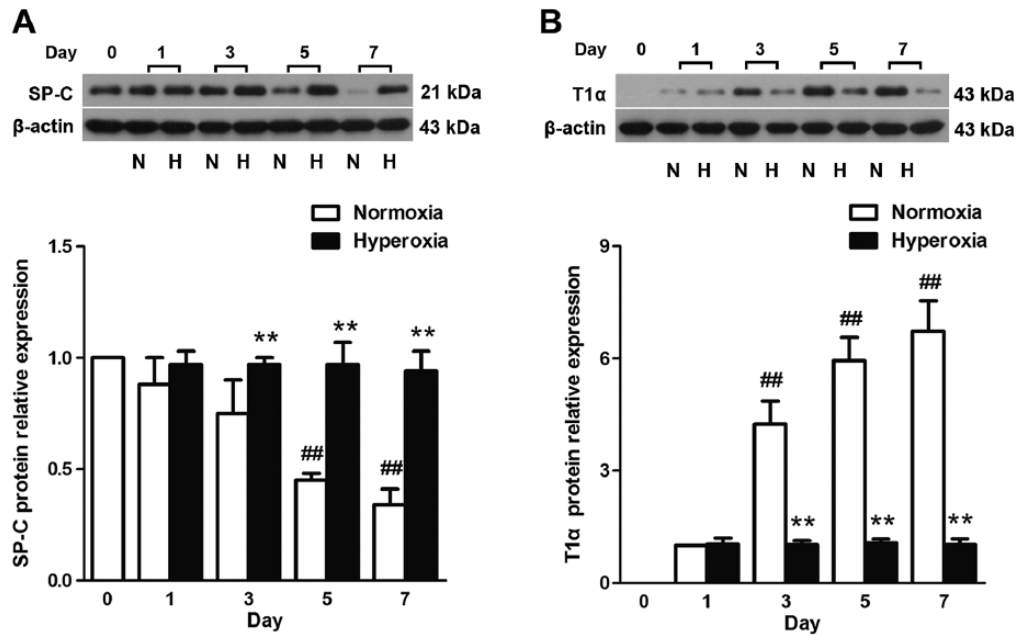 A
Day 0 1 3 5 7
SP-C 21 kDa
β-actin 43 kDa
N H N H N H N H
Normoxia
Hyperoxia
SP-C protein relative expression
1.5
1.0
0.5
0.0
** ** **
## ##
0 1 3 5 7
Day
B
Day 0 1 3 5 7
T1α 43 kDa
β-actin 43 kDa
N H N H N H N H
Normoxia
Hyperoxia
T1α protein relative expression
9
6
3
0
## ## ##
** ** **
0 1 3 5 7
Day